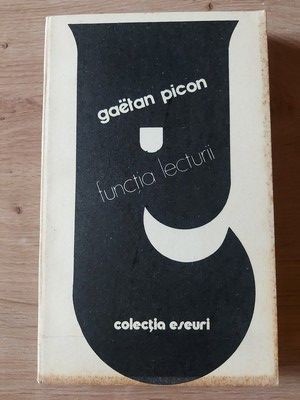 gaëtan picon
funcția lecturii
colecția eseuri